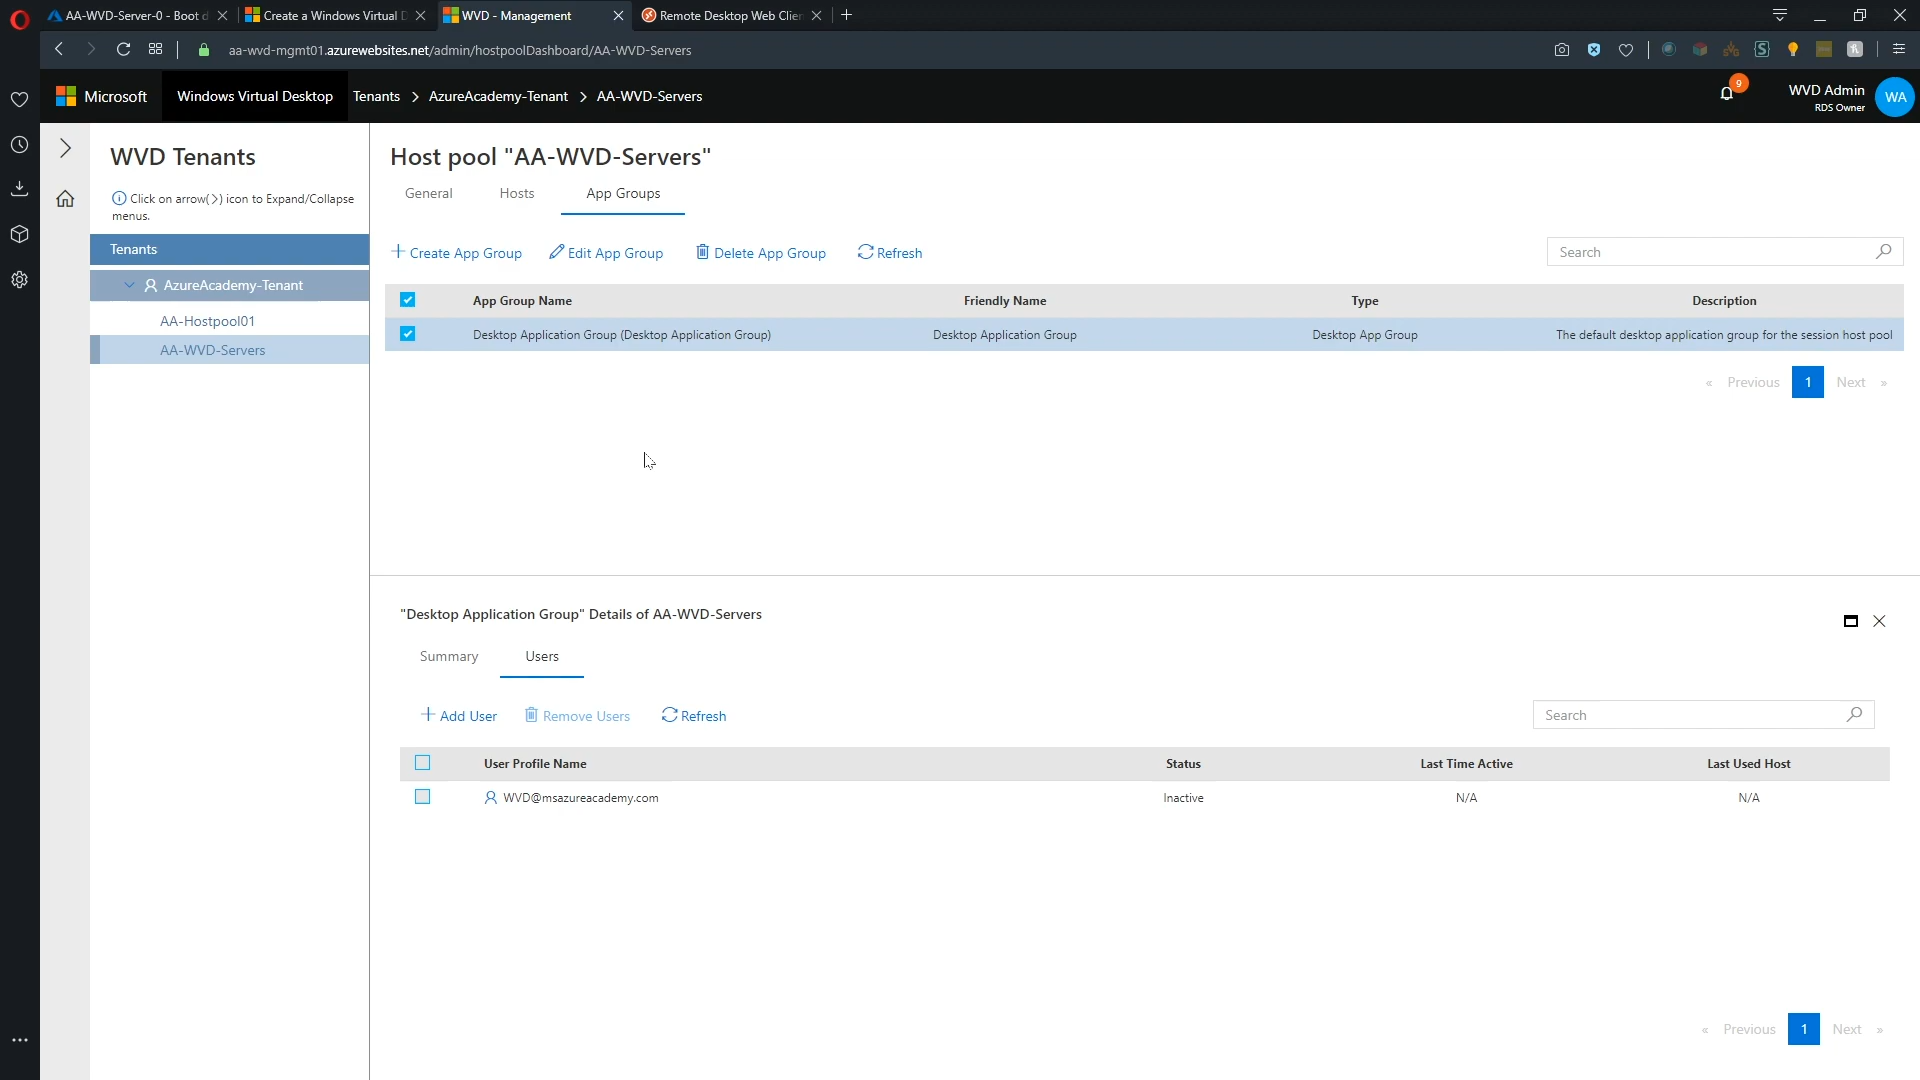 AA-WVD-Server-0 - Boot d
Create a Windows Virtual D
WVD - Management
Remote Desktop Web Clien
aa-wvd-mgmt01.azurewebsites.net/admin/hostpoolDashboard/AA-WVD-Servers
Microsoft
Windows Virtual Desktop
Tenants > AzureAcademy-Tenant > AA-WVD-Servers
9
WVD Admin
RDS Owner
WA
WVD Tenants
Click on arrow(>) icon to Expand/Collapse
menus.
Tenants
AzureAcademy-Tenant
AA-Hostpool01
AA-WVD-Servers
Host pool "AA-WVD-Servers"
General Hosts App Groups
Create App Group Edit App Group Delete App Group Refresh
Search
App Group Name Friendly Name Type Description
Desktop Application Group (Desktop Application Group) Desktop Application Group Desktop App Group The default desktop application group for the session host pool
« Previous 1 Next »
"Desktop Application Group" Details of AA-WVD-Servers
Summary Users
Add User Remove Users Refresh
Search
User Profile Name Status Last Time Active Last Used Host
WVD@msazureacademy.com Inactive N/A N/A
« Previous 1 Next »